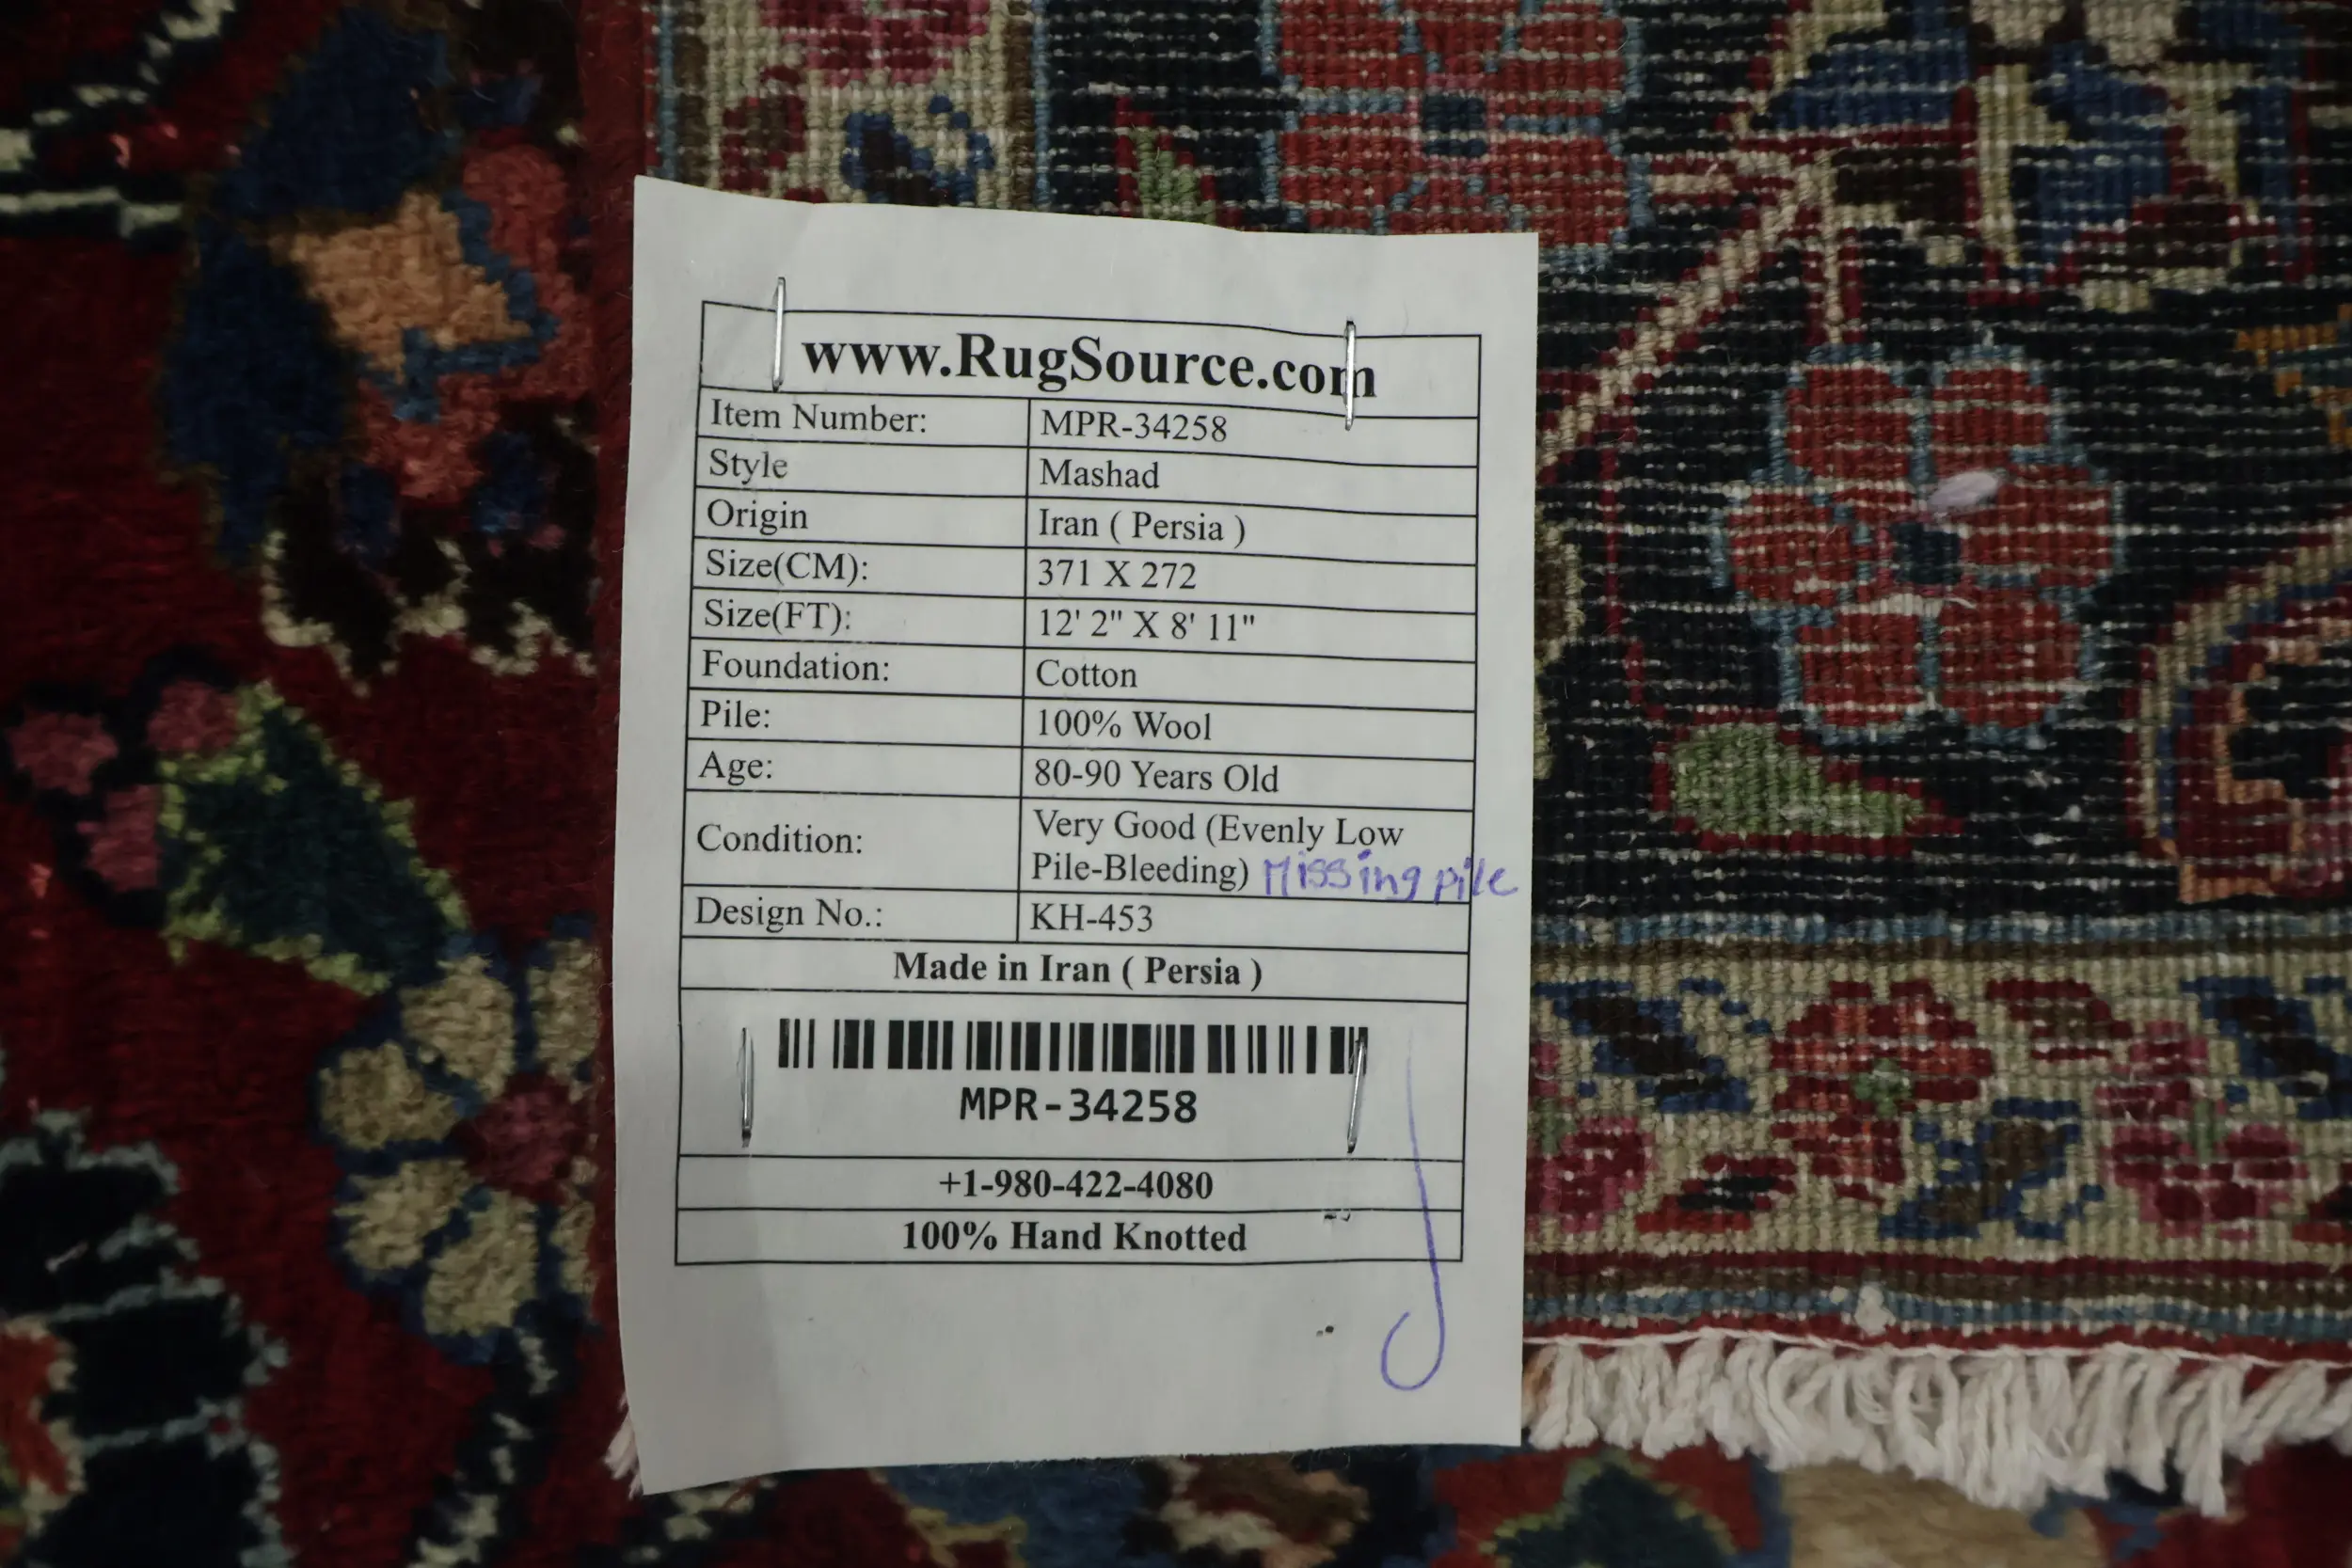 www.RugSource.com
Item Number: MPR-34258
Style Mashad
Origin Iran ( Persia )
Size(CM): 371 X 272
Size(FT): 12' 2" X 8' 11"
Foundation: Cotton
Pile: 100% Wool
Age: 80-90 Years Old
Condition: Very Good (Evenly Low
Pile-Bleeding) Missing pile
Design No.: KH-453
Made in Iran ( Persia )
MPR-34258
+1-980-422-4080
100% Hand Knotted